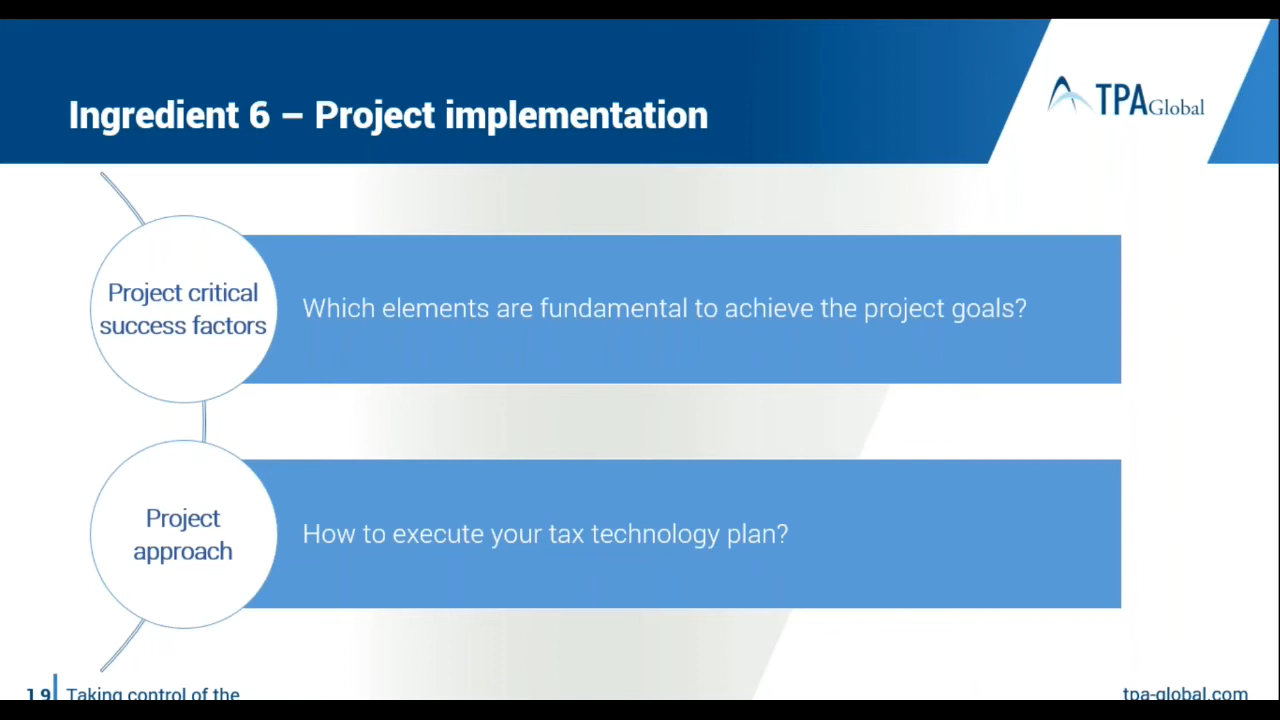 Ingredient 6 – Project implementation
TPA Global
Project critical
success factors
Which elements are fundamental to achieve the project goals?
Project
approach
How to execute your tax technology plan?
19
Taking control of the
tpa-global.com